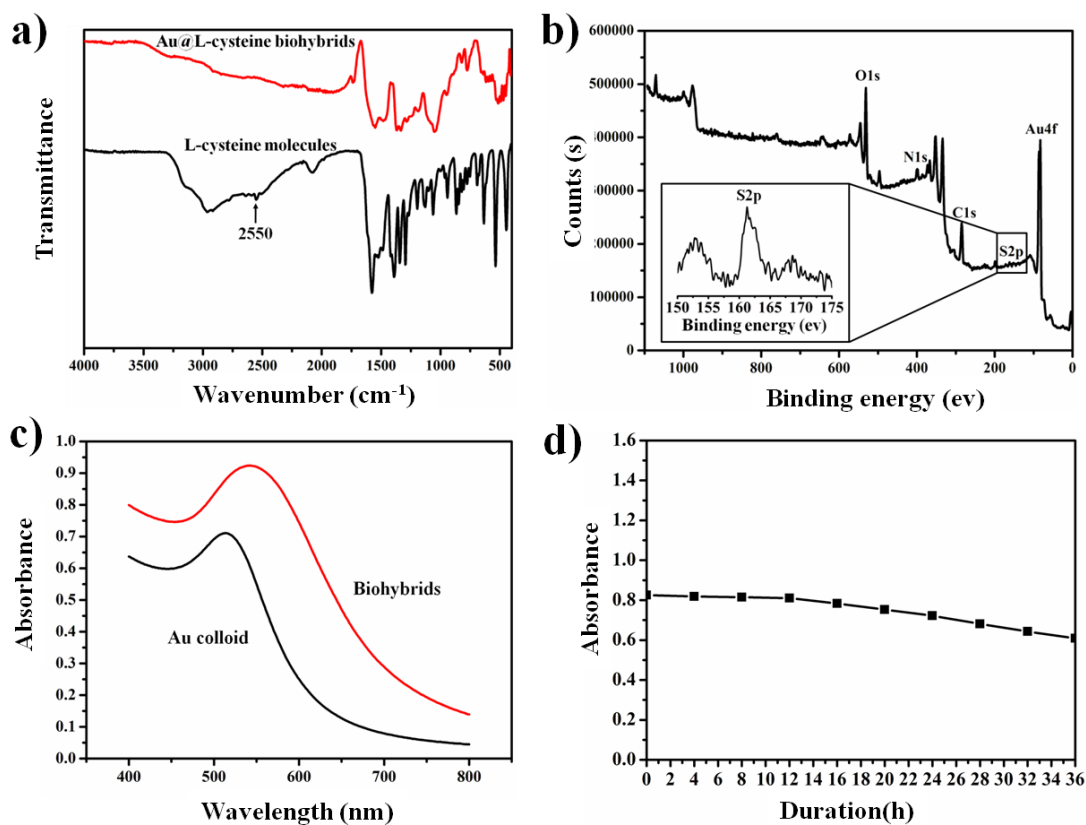 a)
Au@L-cysteine biohybrids
L-cysteine molecules
2550
Transmittance
4000 3500 3000 2500 2000 1500 1000 500
Wavenumber (cm-1)
b)
600000
500000
400000
300000
200000
100000
0
Counts (s)
O1s
N1s
C1s
S2p
Au4f
S2p
150 155 160 165 170 175
Binding energy (ev)
1000 800 600 400 200 0
Binding energy (ev)
c)
1.0
0.9
0.8
0.7
0.6
0.5
0.4
0.3
0.2
0.1
0.0
Absorbance
Biohybrids
Au colloid
400 500 600 700 800
Wavelength (nm)
d)
1.6
1.4
1.2
1.0
0.8
0.6
0.4
0.2
0.0
Absorbance
0 2 4 6 8 10 12 14 16 18 20 22 24 26 28 30 32 34 36
Duration(h)